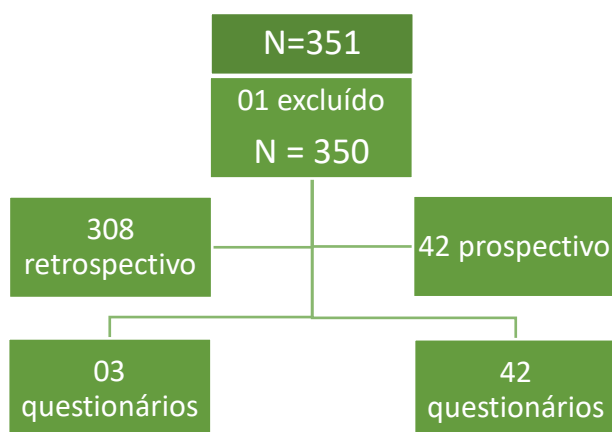 N=351
01 excluído
N = 350
308
retrospectivo
42 prospectivo
03
questionários
42
questionários